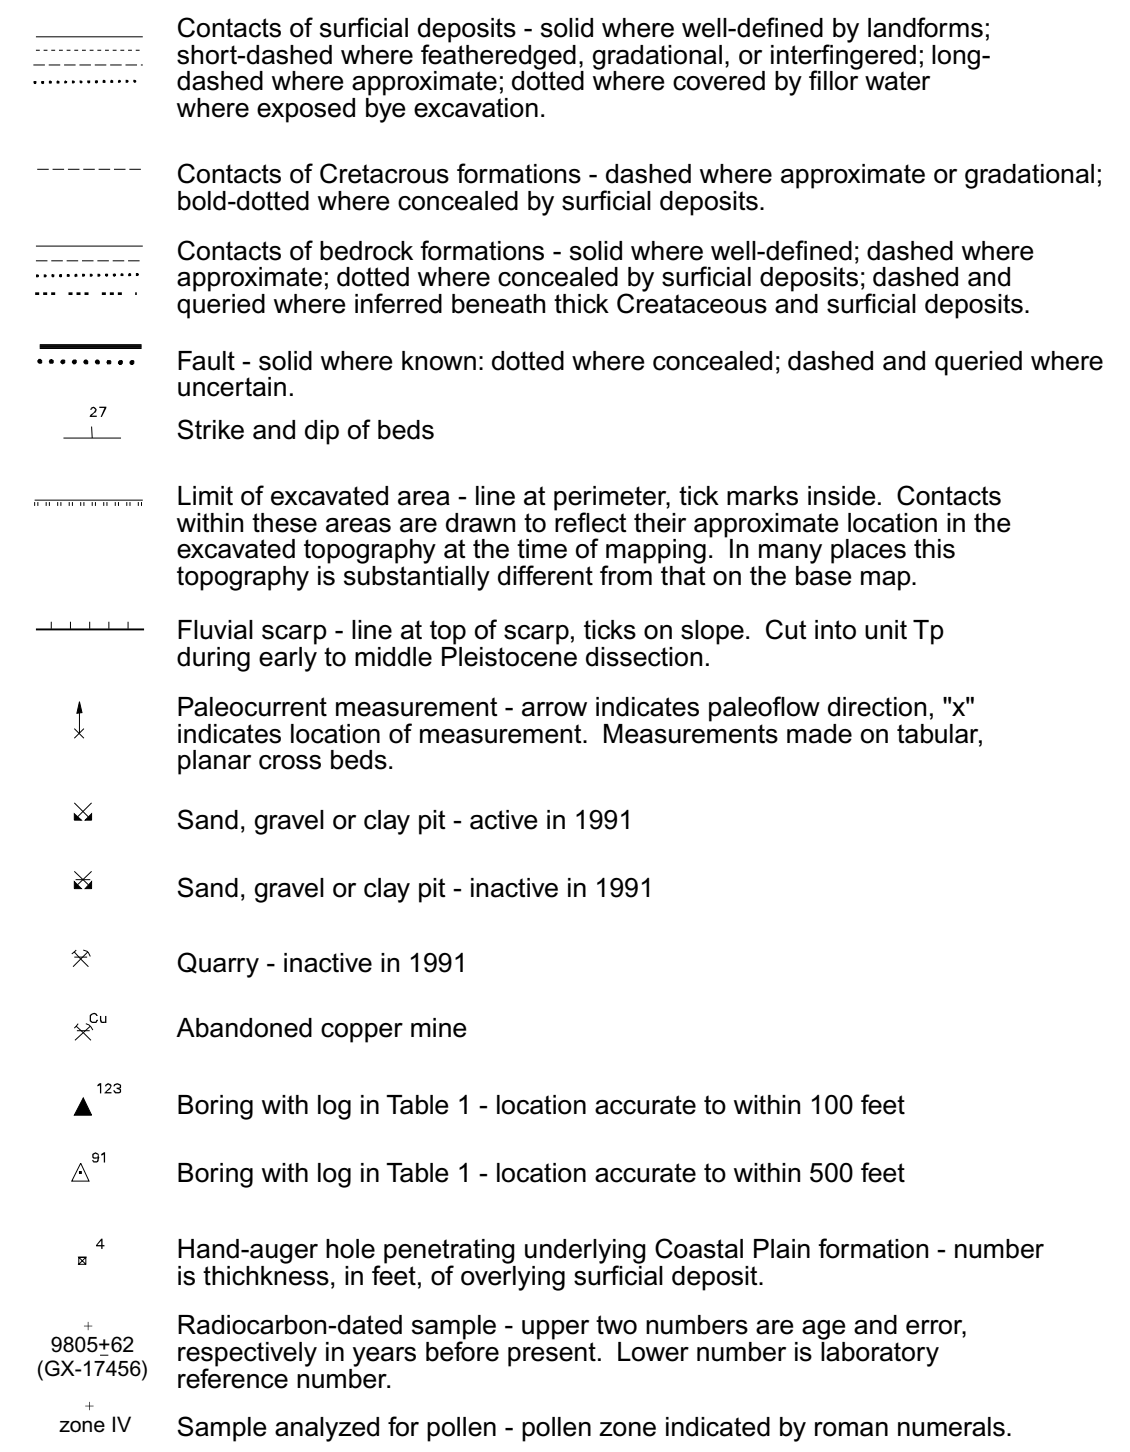 Contacts of surficial deposits - solid where well-defined by landforms;
short-dashed where featheredged, gradational, or interfingered; long-
dashed where approximate; dotted where covered by fillor water
where exposed bye excavation.
Contacts of Cretacrous formations - dashed where approximate or gradational;
bold-dotted where concealed by surficial deposits.
Contacts of bedrock formations - solid where well-defined; dashed where
approximate; dotted where concealed by surficial deposits; dashed and
queried where inferred beneath thick Creataceous and surficial deposits.
Fault - solid where known: dotted where concealed; dashed and queried where
uncertain.
27
Strike and dip of beds
Limit of excavated area - line at perimeter, tick marks inside. Contacts
within these areas are drawn to reflect their approximate location in the
excavated topography at the time of mapping. In many places this
topography is substantially different from that on the base map.
Fluvial scarp - line at top of scarp, ticks on slope. Cut into unit Tp
during early to middle Pleistocene dissection.
Paleocurrent measurement - arrow indicates paleoflow direction, "x"
indicates location of measurement. Measurements made on tabular,
planar cross beds.
Sand, gravel or clay pit - active in 1991
Sand, gravel or clay pit - inactive in 1991
Quarry - inactive in 1991
Cu
Abandoned copper mine
123
Boring with log in Table 1 - location accurate to within 100 feet
91
Boring with log in Table 1 - location accurate to within 500 feet
4
Hand-auger hole penetrating underlying Coastal Plain formation - number
is thichkness, in feet, of overlying surficial deposit.
9805±62
(GX-17456)
Radiocarbon-dated sample - upper two numbers are age and error,
respectively in years before present. Lower number is laboratory
reference number.
zone IV
Sample analyzed for pollen - pollen zone indicated by roman numerals.